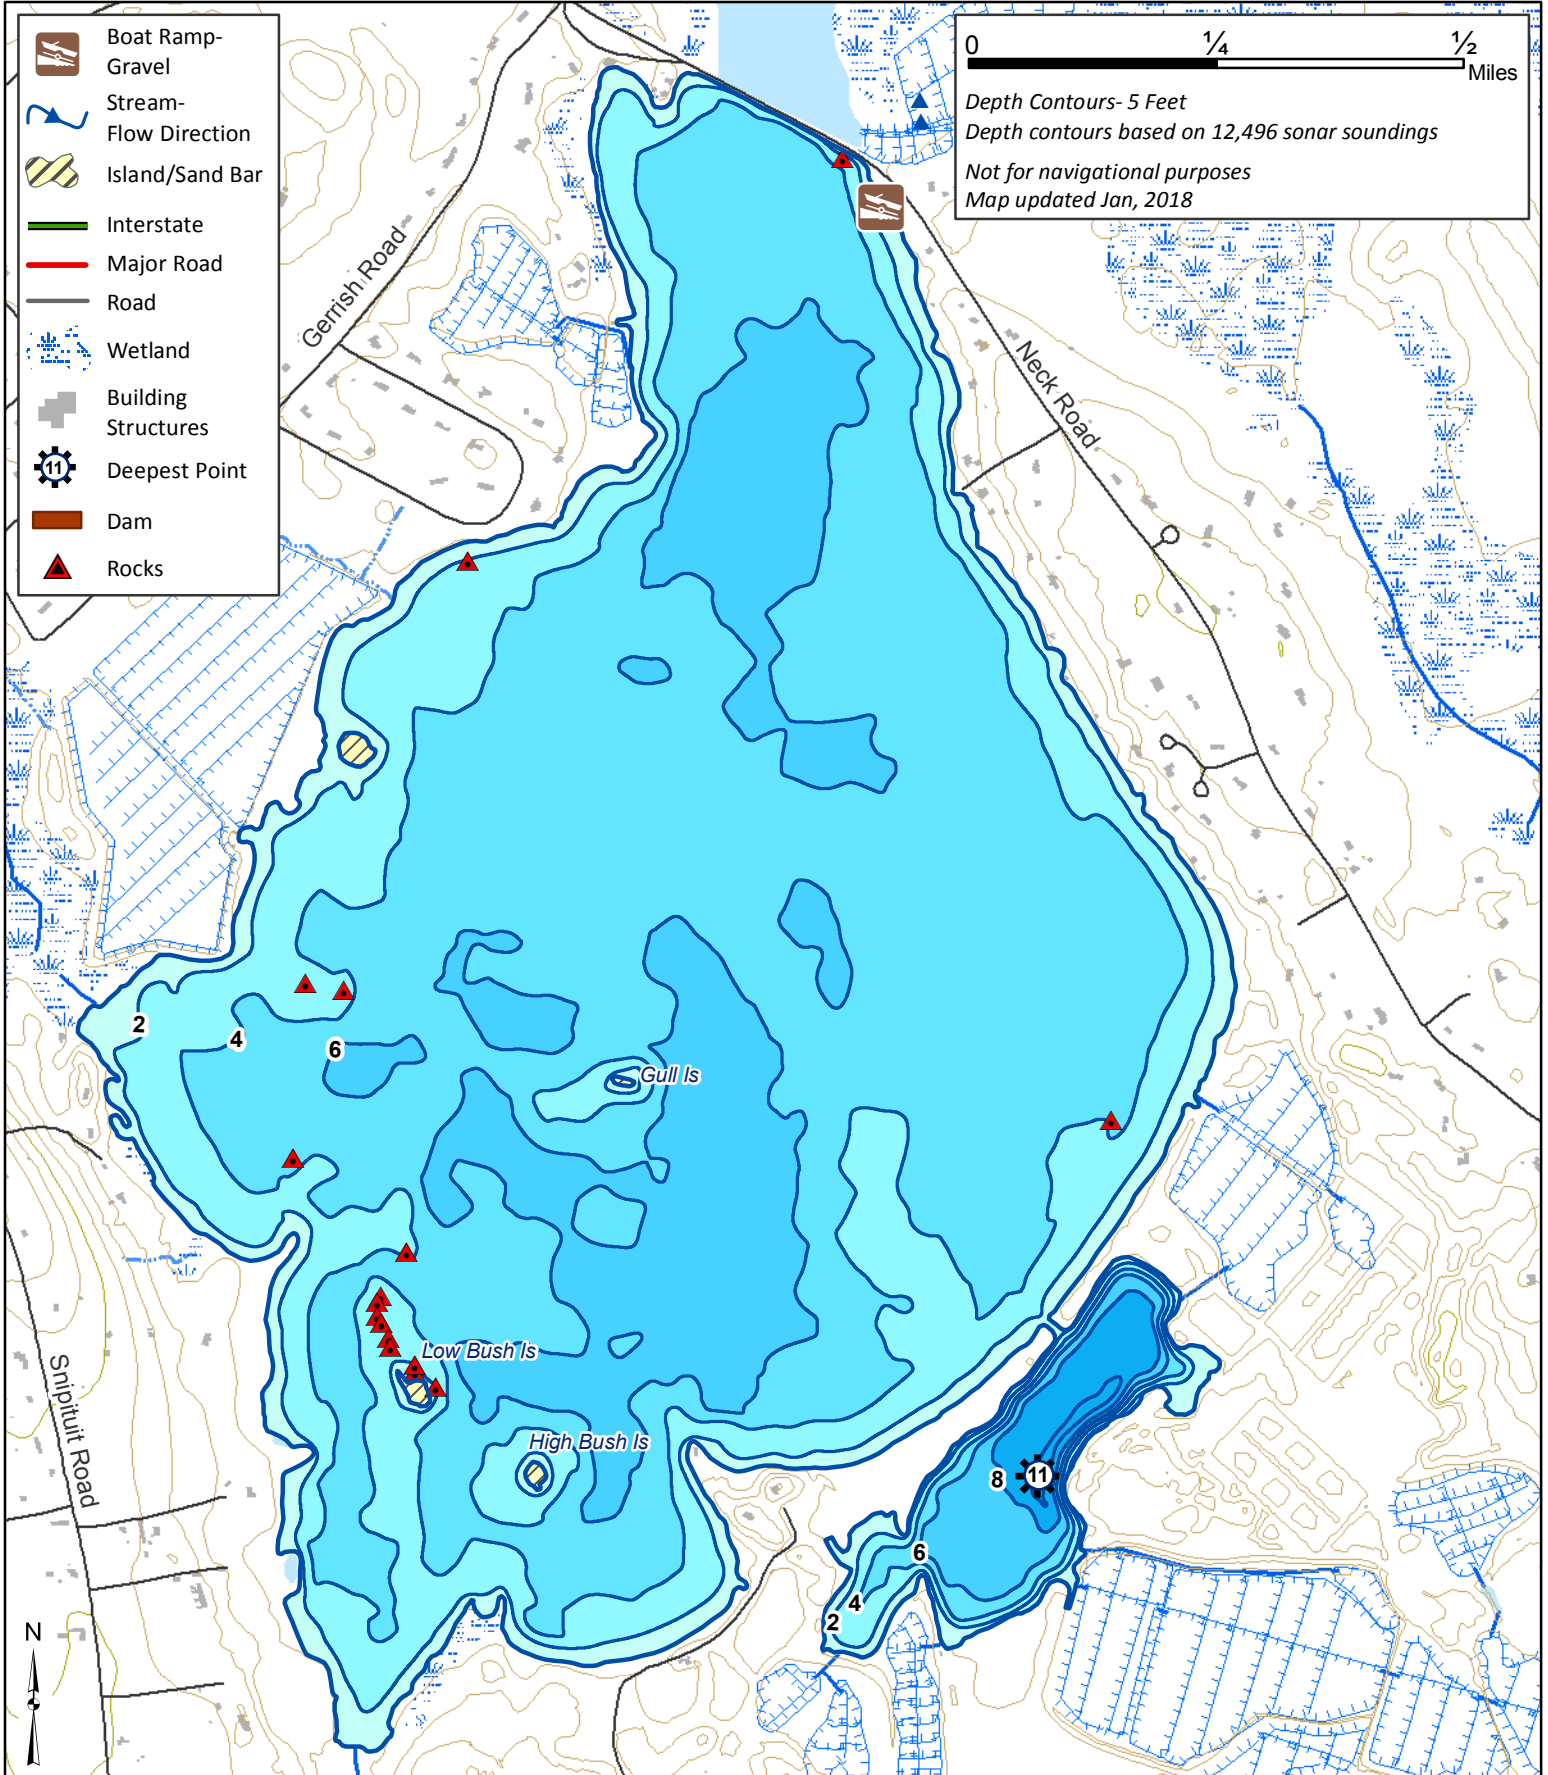 Boat Ramp-
Gravel
Stream-
Flow Direction
Island/Sand Bar
Interstate
Major Road
Road
Wetland
Building
Structures
11
Deepest Point
Dam
Rocks
0 ¼ ½
Miles
Depth Contours- 5 Feet
Depth contours based on 12,496 sonar soundings
Not for navigational purposes
Map updated Jan, 2018
Gerrish Road
Neck Road
2
4
6
Gull Is
Low Bush Is
High Bush Is
Snipituit Road
8
11
6
4
2
N